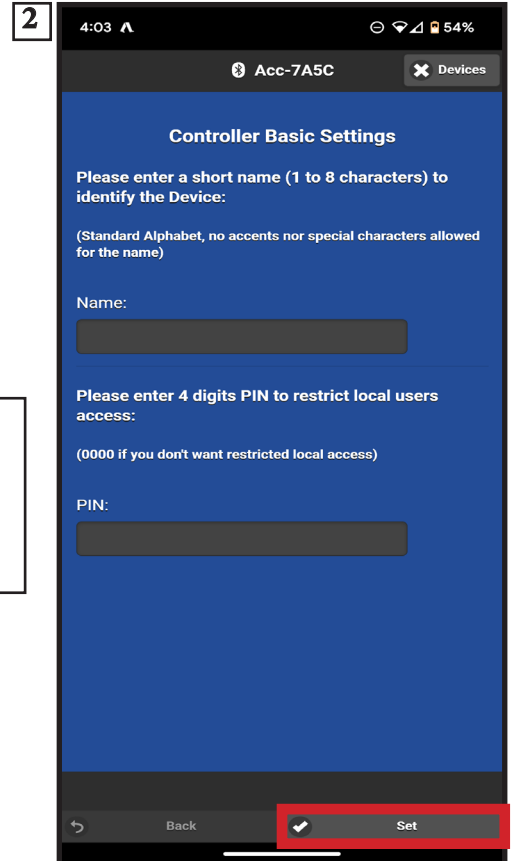 2
4:03 54%
Acc-7A5C Devices
Controller Basic Settings
Please enter a short name (1 to 8 characters) to
identify the Device:
(Standard Alphabet, no accents nor special characters allowed
for the name)
Name:
Please enter 4 digits PIN to restrict local users
access:
(0000 if you don't want restricted local access)
PIN:
Back Set